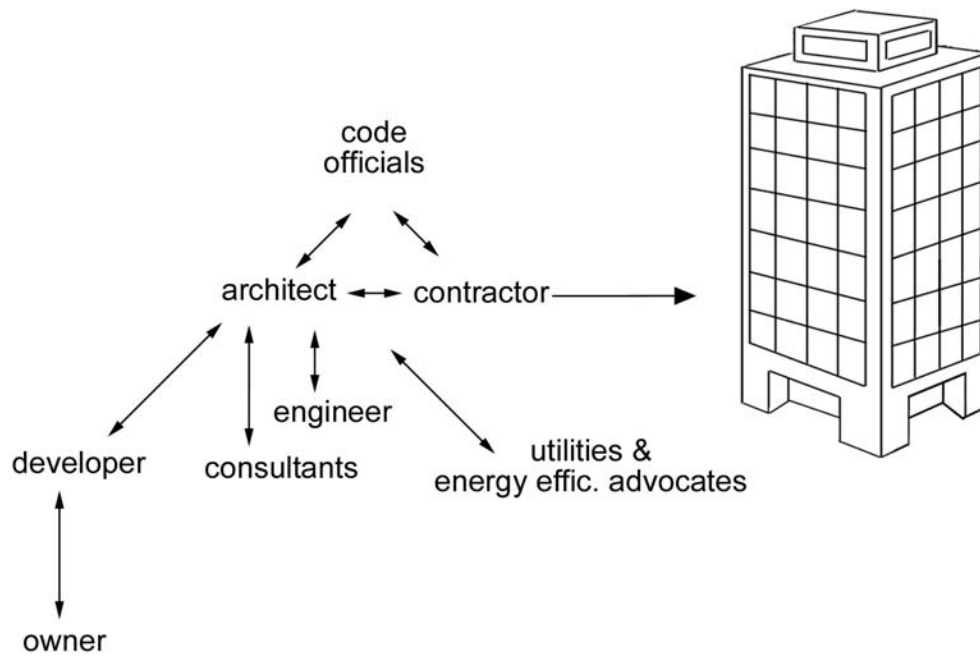 code
officials
architect
contractor
engineer
developer
consultants
utilities &
energy effic. advocates
owner